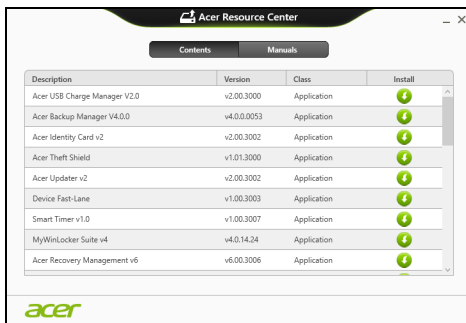 Acer Resource Center
Contents Manuals
Description Version Class Install
Acer USB Charge Manager V2.0 v2.00.3000 Application
Acer Backup Manager V4.0.0 v4.0.0.0053 Application
Acer Identity Card v2 v2.00.3002 Application
Acer Theft Shield v1.01.3000 Application
Acer Updater v2 v2.00.3002 Application
Device Fast-Lane v1.00.3003 Application
Smart Timer v1.0 v1.00.3007 Application
MyWinLocker Suite v4 v4.0.14.24 Application
Acer Recovery Management v6 v6.00.3006 Application
acer